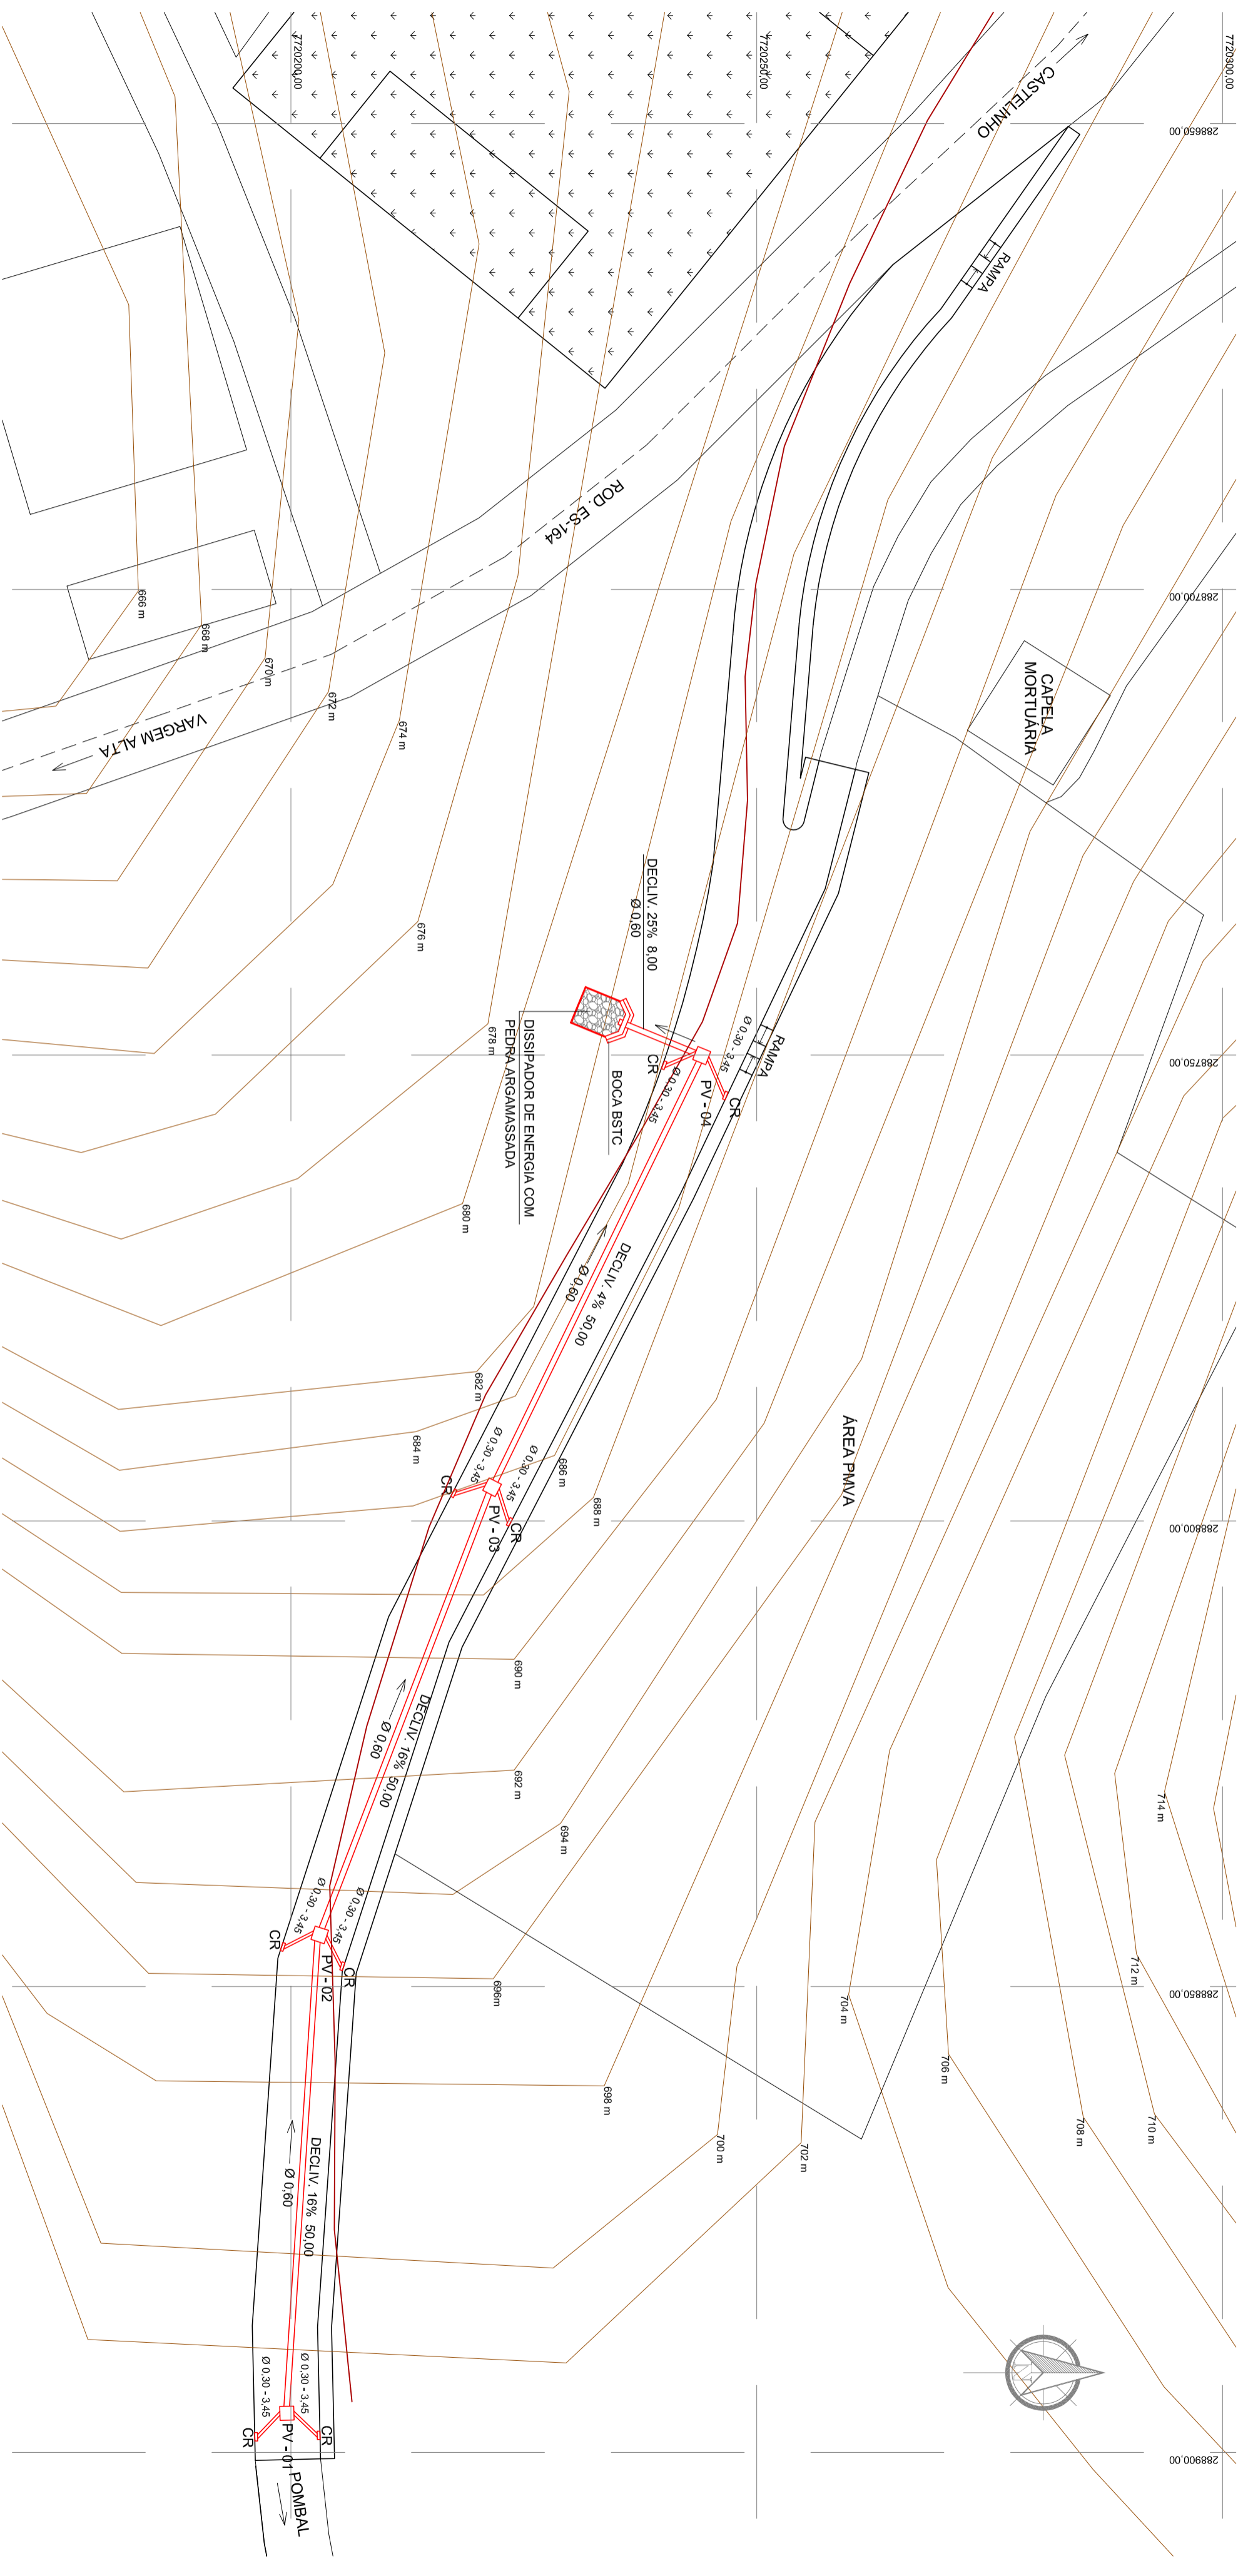 7720200,00
7720250,00
7720300,00
288650,00
CASTELINHO
RAMPA
ROD. ES-164
288700,00
666 m
668 m
670 m
672 m
674 m
VARGEM ALTA
CAPELA
MORTUÁRIA
DECLIV. 25% 8,00
Ø 0,60
676 m
678 m
DISSIPADOR DE ENERGIA COM
PEDRA ARGAMASSADA
BOCA BSTC
CR
Ø 0,30 - 3,45
PV - 04
Ø 0,30 - 3,45
CR
RAMPA
288750,00
680 m
DECLIV. 4% 50,00
Ø 0,60
682 m
684 m
686 m
688 m
ÁREA PMVA
Ø 0,30 - 3,45
Ø 0,30 - 3,45
CR
PV - 03
CR
288800,00
690 m
692 m
694 m
DECLIV. 16% 50,00
Ø 0,60
714 m
Ø 0,30 - 3,45
Ø 0,30 - 3,45
CR
PV - 02
CR
696m
712 m
288850,00
704 m
706 m
698 m
708 m
710 m
700 m
702 m
DECLIV. 16% 50,00
Ø 0,60
N
Ø 0,30 - 3,45
Ø 0,30 - 3,45
CR
PV - 01
CR
288900,00
POMBAL